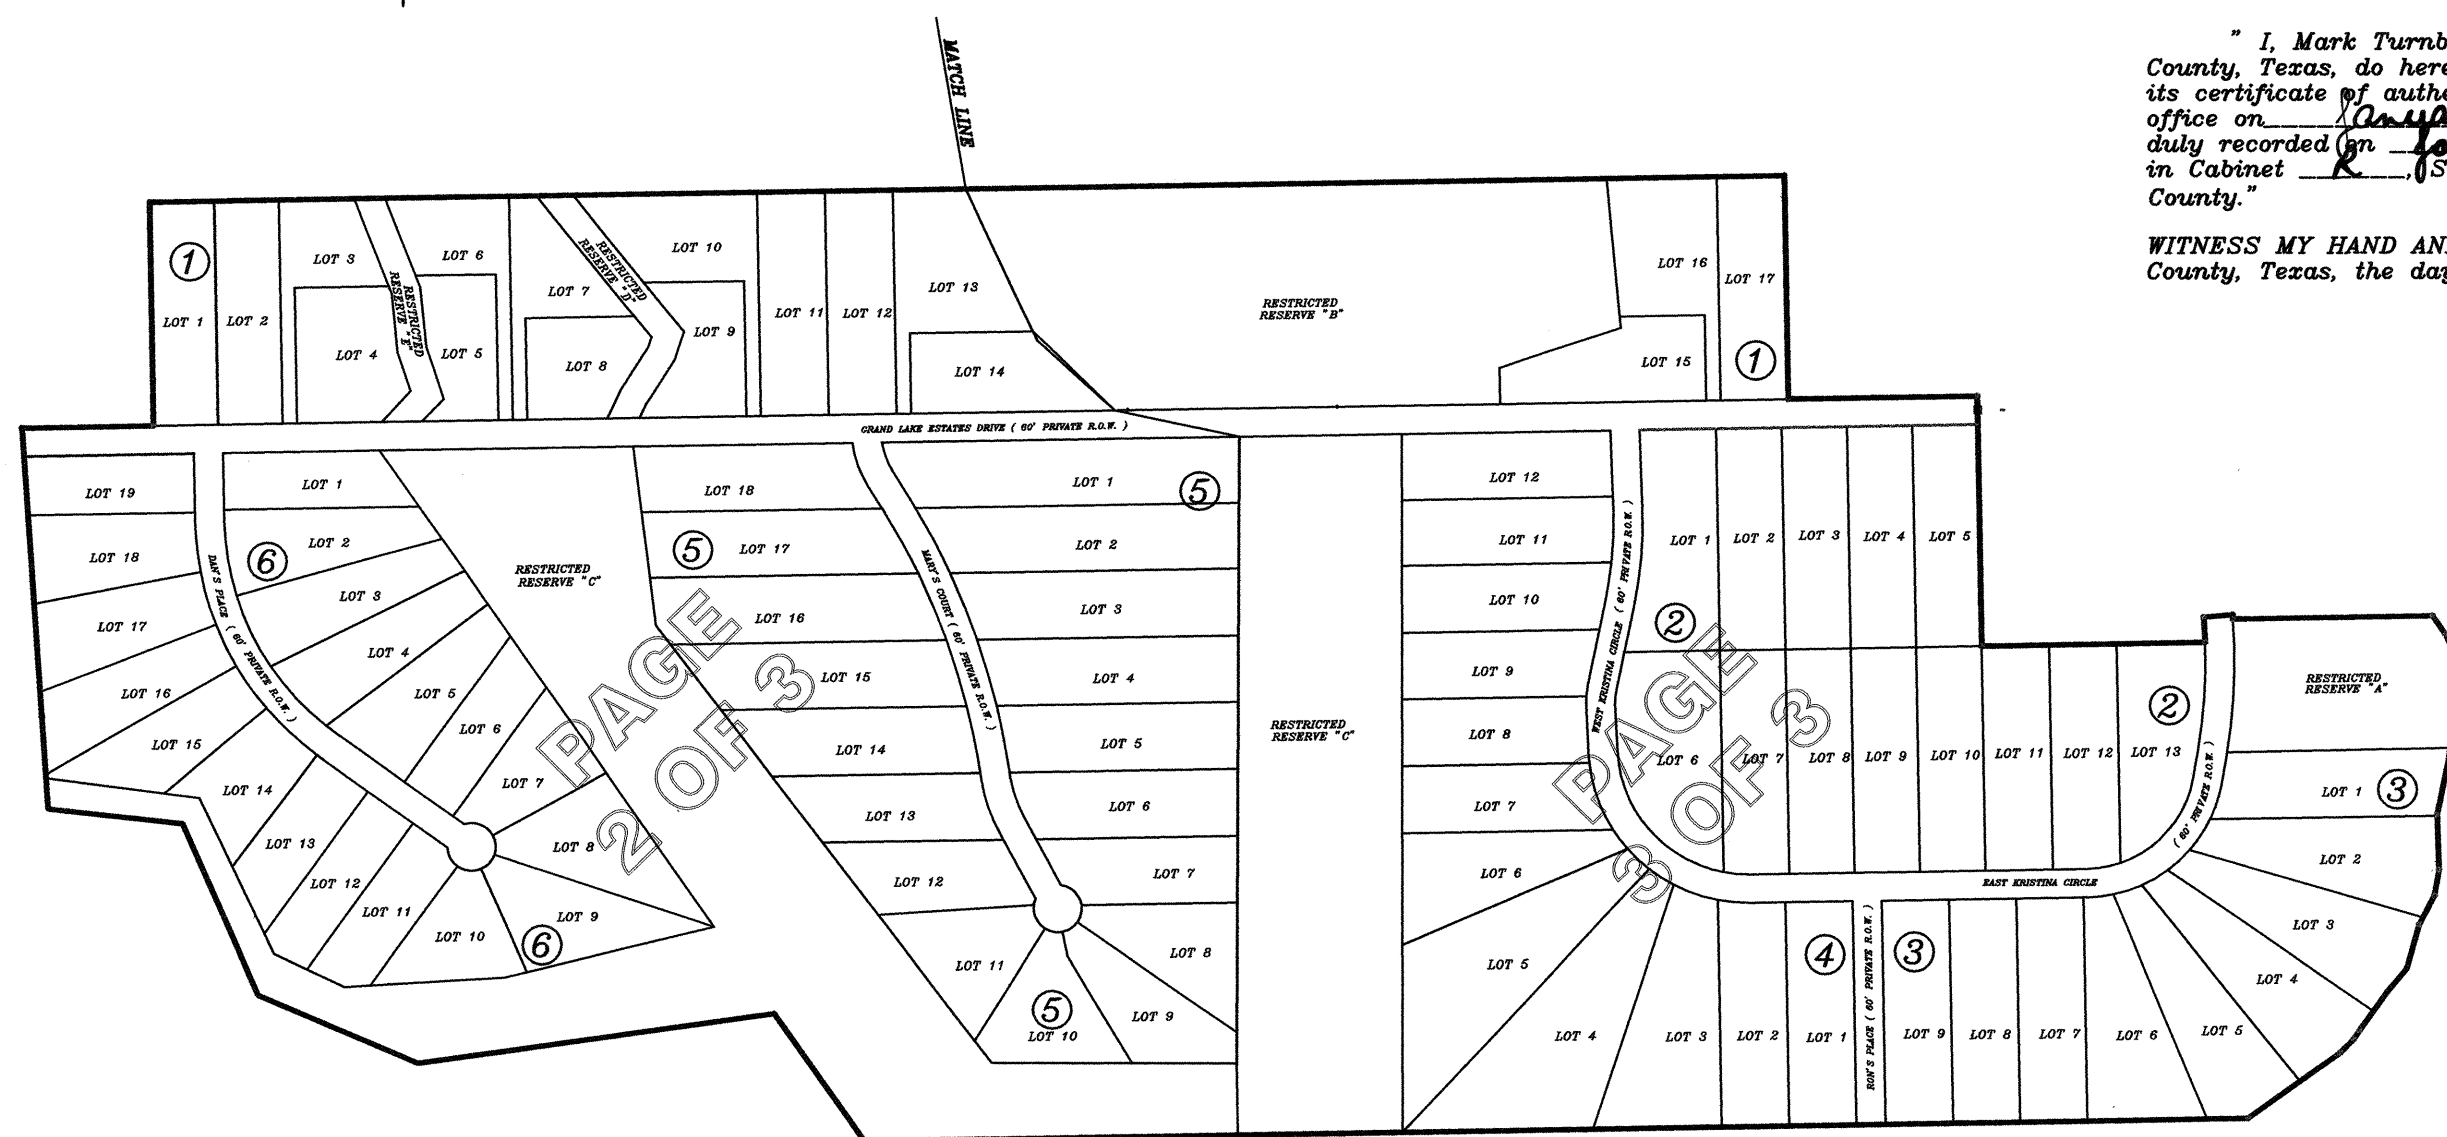 " I, Mark Turnb
County, Texas, do here
its certificate of authe
office on
duly recorded on
in Cabinet R, S
County."
WITNESS MY HAND AN
County, Texas, the day
MATCH LINE
1
LOT 1
LOT 2
LOT 3
LOT 4
RESTRICTED
RESERVE "E"
LOT 6
LOT 5
LOT 7
LOT 8
RESTRICTED
RESERVE "D"
LOT 10
LOT 9
LOT 11
LOT 12
LOT 13
LOT 14
RESTRICTED
RESERVE "B"
LOT 16
LOT 17
LOT 15
1
GRAND LAKE ESTATES DRIVE ( 60' PRIVATE R.O.W. )
LOT 19
LOT 18
LOT 17
LOT 16
LOT 15
LOT 14
LOT 13
LOT 12
LOT 11
LOT 10
DAN'S PLACE ( 60' PRIVATE R.O.W. )
LOT 1
6
LOT 2
LOT 3
LOT 4
LOT 5
LOT 6
LOT 7
LOT 8
LOT 9
6
RESTRICTED
RESERVE "C"
PAGE
2 OF 3
LOT 18
5
LOT 17
LOT 16
LOT 15
LOT 14
LOT 13
LOT 12
LOT 11
5
LOT 10
MARY'S COURT ( 60' PRIVATE R.O.W. )
LOT 1
5
LOT 2
LOT 3
LOT 4
LOT 5
LOT 6
LOT 7
LOT 8
LOT 9
RESTRICTED
RESERVE "C"
LOT 12
LOT 11
LOT 10
LOT 9
LOT 8
LOT 7
LOT 6
LOT 5
LOT 4
LOT 3
LOT 2
LOT 1
4
WEST KRISTINA CIRCLE ( 60' PRIVATE R.O.W. )
LOT 1
LOT 2
LOT 3
LOT 4
LOT 5
2
PAGE
3 OF 3
LOT 6
LOT 7
LOT 8
LOT 9
LOT 10
LOT 11
LOT 12
LOT 13
2
EAST KRISTINA CIRCLE
( 60' PRIVATE R.O.W. )
RON'S PLACE ( 60' PRIVATE R.O.W. )
RESTRICTED
RESERVE "A"
LOT 1
3
LOT 2
LOT 3
LOT 4
LOT 5
LOT 6
LOT 7
LOT 8
LOT 9
3